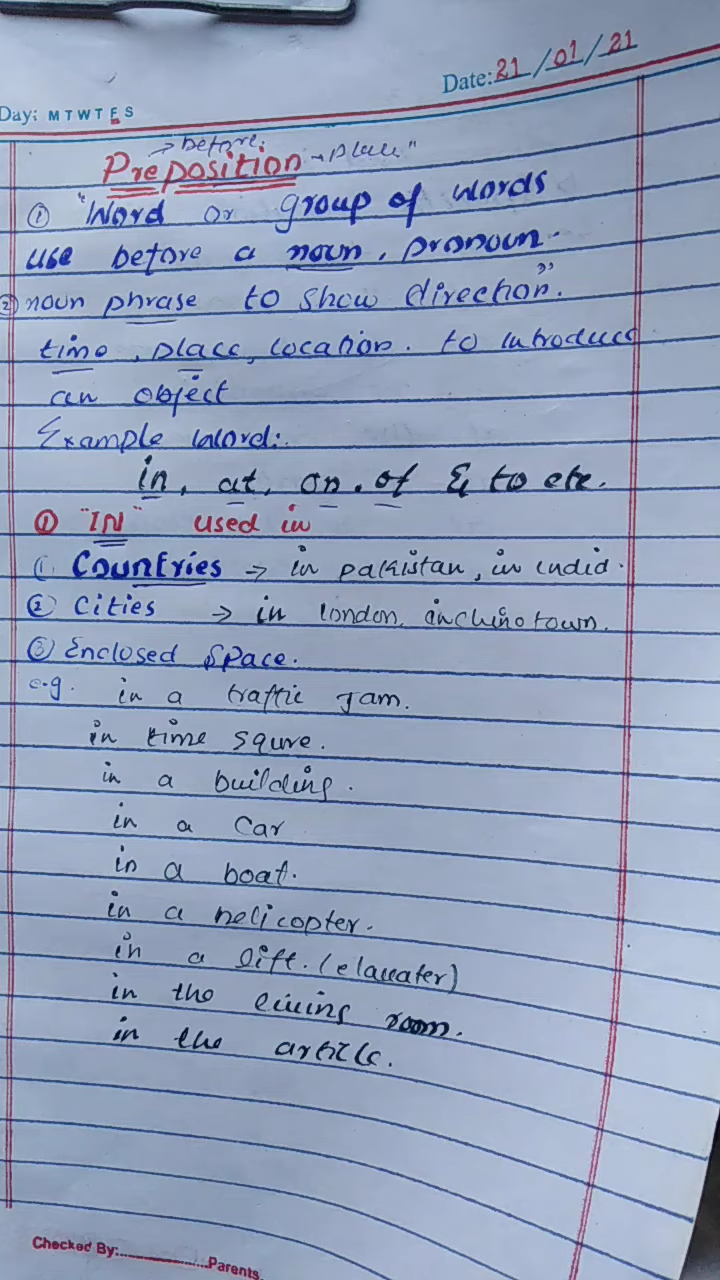 Date: 21/01/21
Day: M T W T F S
→ before.
Preposition → place"
① "Word or group of words
use before a noun, pronoun.
② noun phrase to show direction."
time, place, location. to introduce
an object
Example word:.
in, at, on, of & to etc.
① "IN" used in
① Countries → in pakistan, in india.
② Cities → in london, in chinotown.
③ Enclosed Space.
e.g. in a traffic jam.
in time squre.
in a building.
in a car
in a boat.
in a helicopter.
in a lift. (elavater)
in the living room.
in the article.
Checked By:..............Parents